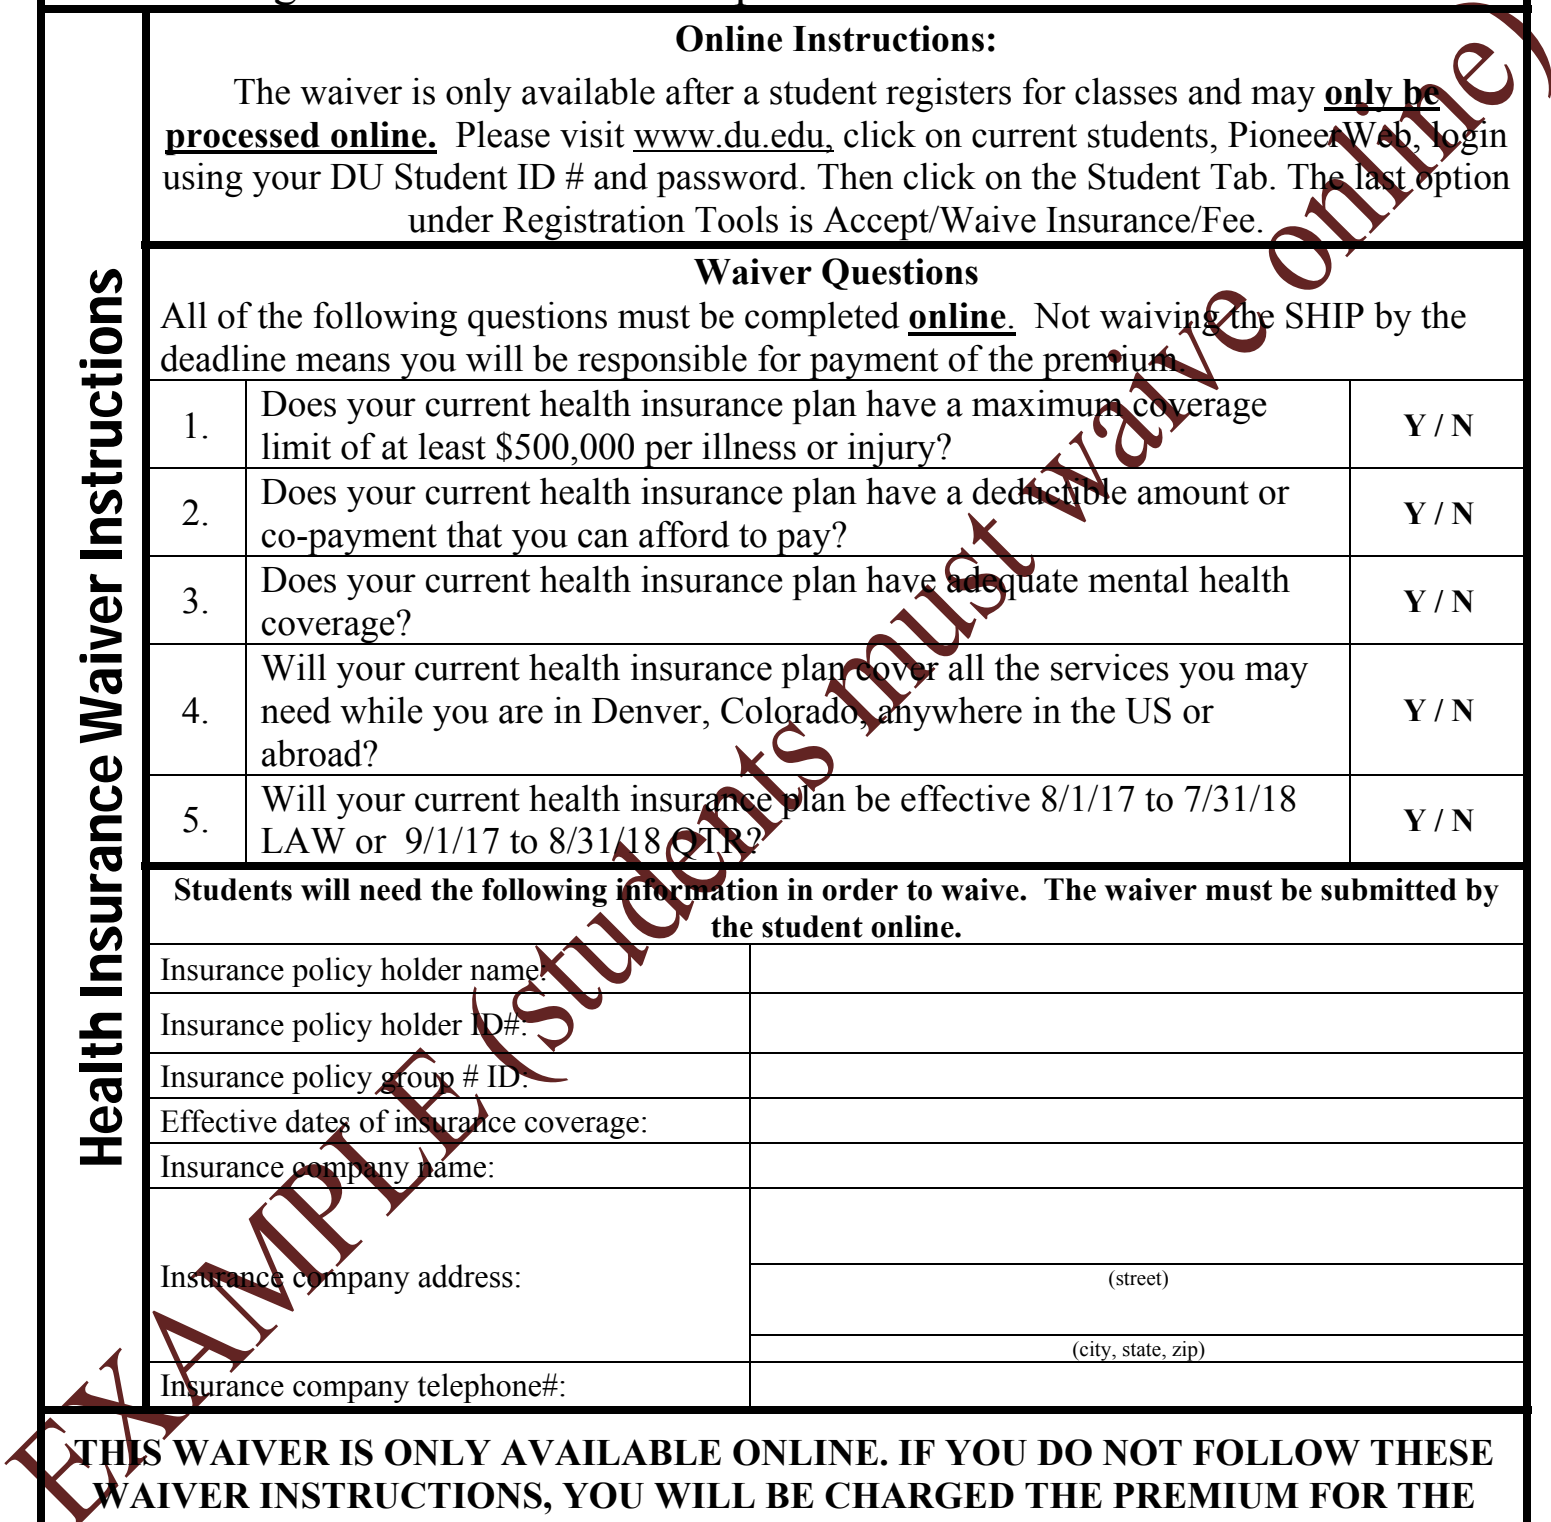 Online Instructions:
The waiver is only available after a student registers for classes and may only be
processed online. Please visit www.du.edu, click on current students, PioneerWeb, login
using your DU Student ID # and password. Then click on the Student Tab. The last option
under Registration Tools is Accept/Waive Insurance/Fee.
Health Insurance Waiver Instructions
Waiver Questions
All of the following questions must be completed online. Not waiving the SHIP by the
deadline means you will be responsible for payment of the premium.
1. Does your current health insurance plan have a maximum coverage
limit of at least $500,000 per illness or injury? Y / N
2. Does your current health insurance plan have a deductible amount or
co-payment that you can afford to pay? Y / N
3. Does your current health insurance plan have adequate mental health
coverage? Y / N
4. Will your current health insurance plan cover all the services you may
need while you are in Denver, Colorado, anywhere in the US or
abroad? Y / N
5. Will your current health insurance plan be effective 8/1/17 to 7/31/18
LAW or 9/1/17 to 8/31/18 QTR? Y / N
Students will need the following information in order to waive. The waiver must be submitted by
the student online.
Insurance policy holder name:
Insurance policy holder ID#:
Insurance policy group # ID:
Effective dates of insurance coverage:
Insurance company name:
Insurance company address:
(street)
(city, state, zip)
Insurance company telephone#:
THIS WAIVER IS ONLY AVAILABLE ONLINE. IF YOU DO NOT FOLLOW THESE
WAIVER INSTRUCTIONS, YOU WILL BE CHARGED THE PREMIUM FOR THE
EXAMPLE (students must waive online)